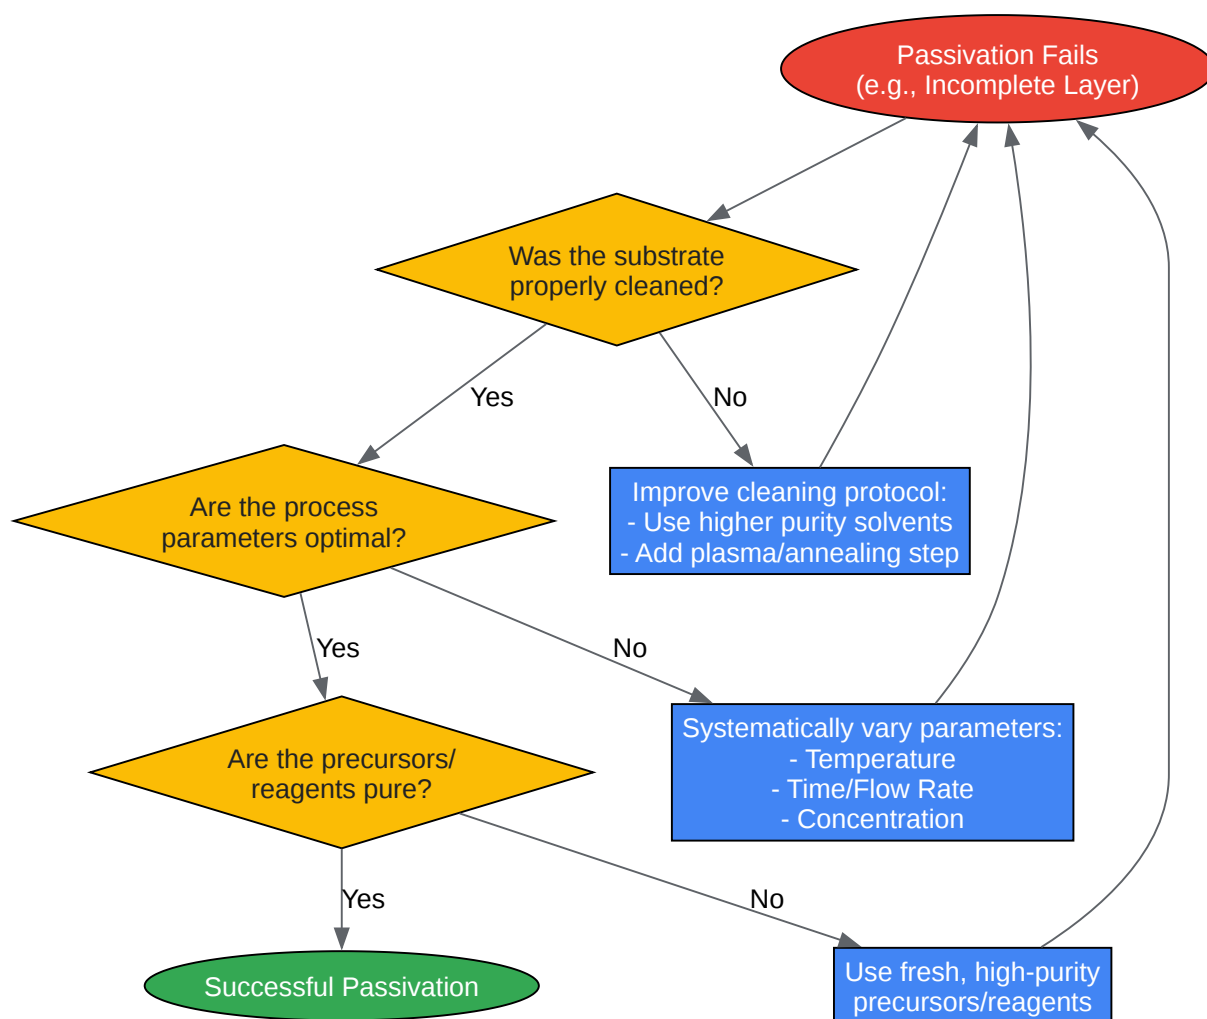 Passivation Fails
(e.g., Incomplete Layer)
Was the substrate
properly cleaned?
Yes
No
Are the process
parameters optimal?
Improve cleaning protocol:
- Use higher purity solvents
- Add plasma/annealing step
Yes
No
Systematically vary parameters:
- Temperature
- Time/Flow Rate
- Concentration
Are the precursors/
reagents pure?
Yes
No
Successful Passivation
Use fresh, high-purity
precursors/reagents